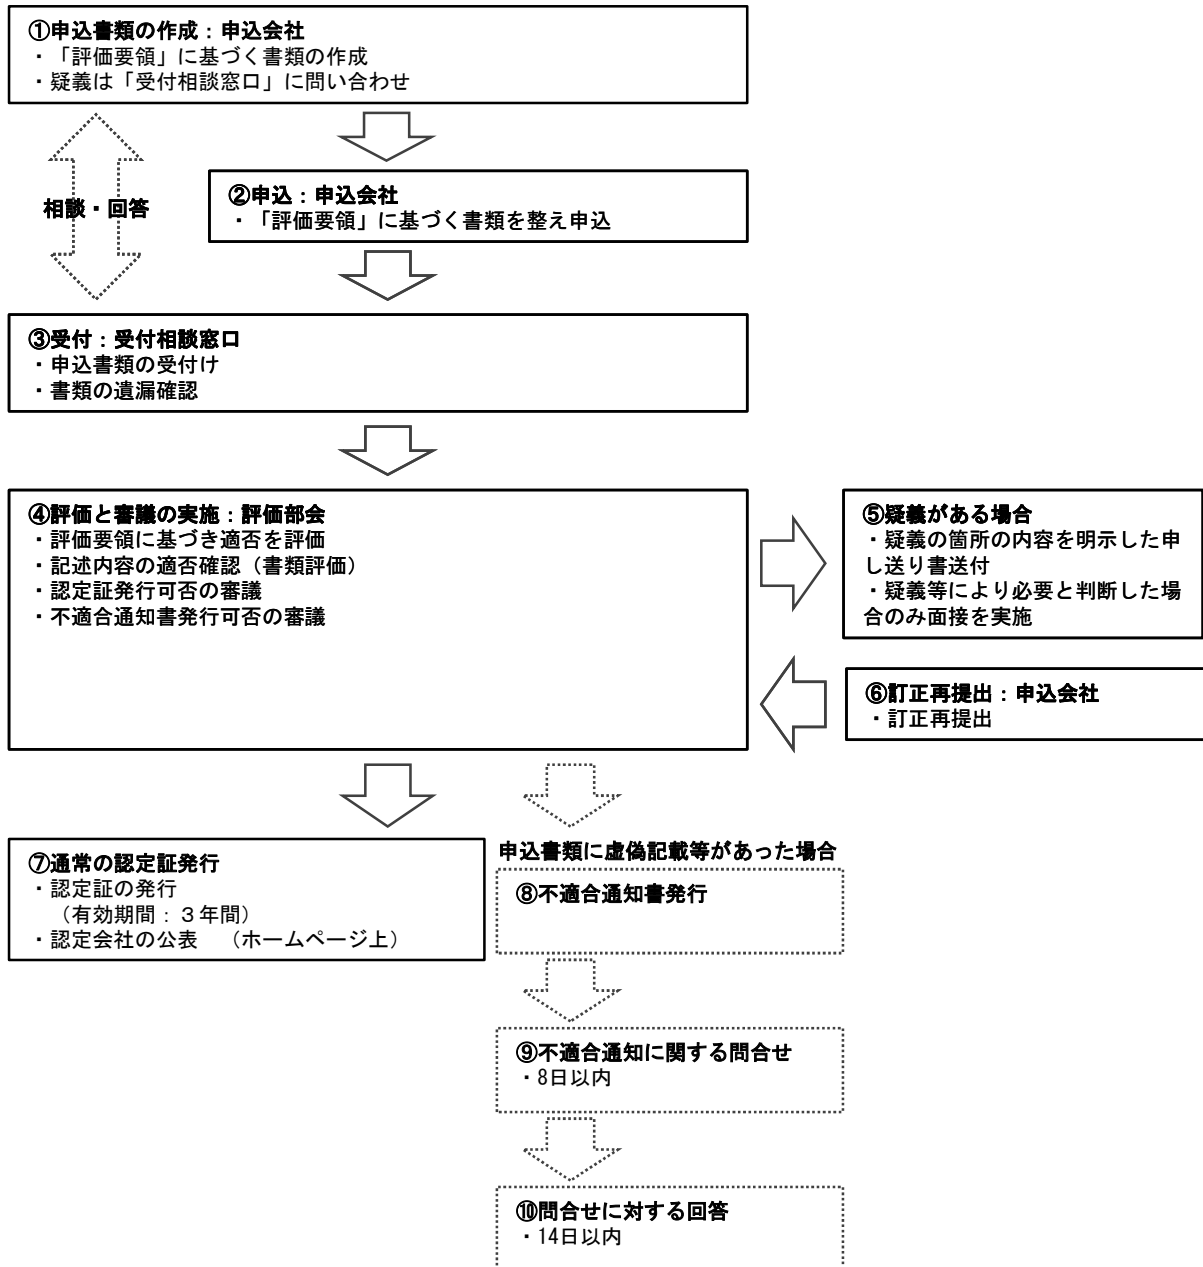 ①申込書類の作成：申込会社
・「評価要領」に基づく書類の作成
・疑義は「受付相談窓口」に問い合わせ
相談・回答
②申込：申込会社
・「評価要領」に基づく書類を整え申込
③受付：受付相談窓口
・申込書類の受付け
・書類の遺漏確認
④評価と審議の実施：評価部会
・評価要領に基づき適否を評価
・記述内容の適否確認（書類評価）
・認定証発行可否の審議
・不適合通知書発行可否の審議
⑤疑義がある場合
・疑義の箇所の内容を明示した申
し送り書送付
・疑義等により必要と判断した場
合のみ面接を実施
⑥訂正再提出：申込会社
・訂正再提出
⑦通常の認定証発行
・認定証の発行
（有効期間：３年間）
・認定会社の公表　（ホームページ上）
申込書類に虚偽記載等があった場合
⑧不適合通知書発行
⑨不適合通知に関する問合せ
・8日以内
⑩問合せに対する回答
・14日以内